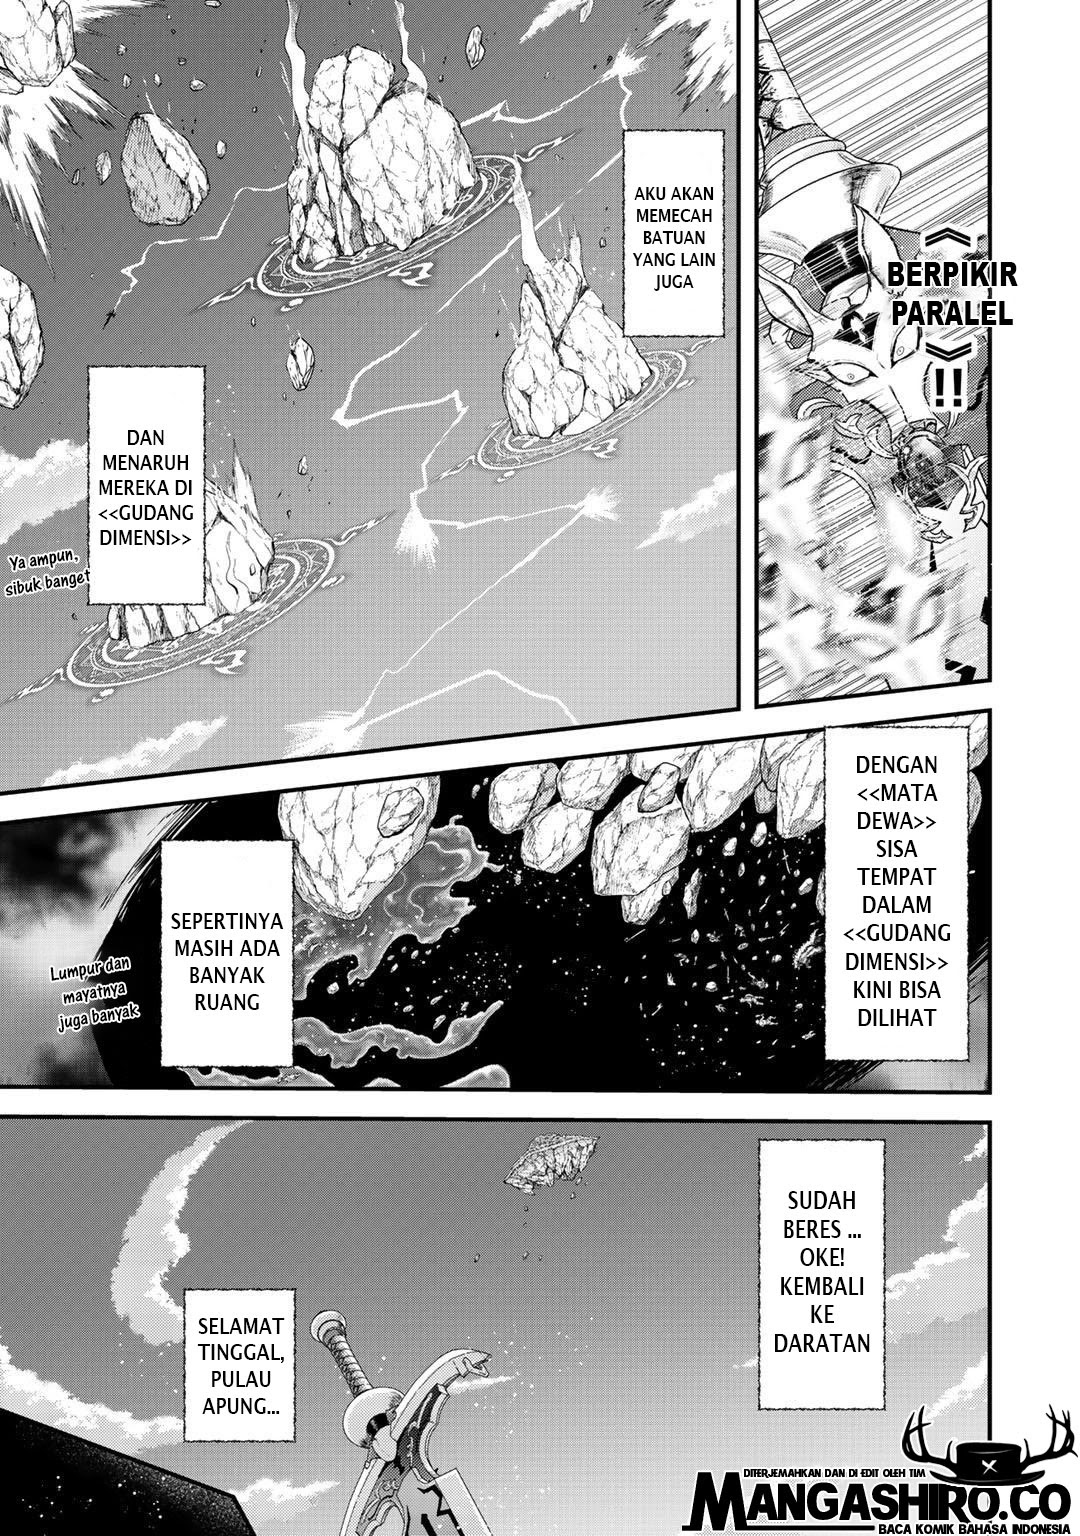 《
BERPIKIR
PARALEL
》
!!
AKU AKAN
MEMECAH
BATUAN
YANG LAIN
JUGA
DAN
MENARUH
MEREKA DI
<<GUDANG
DIMENSI>>
Ya ampun,
sibuk banget
DENGAN
<<MATA
DEWA>>
SISA
TEMPAT
DALAM
<<GUDANG
DIMENSI>>
KINI BISA
DILIHAT
SEPERTINYA
MASIH ADA
BANYAK
RUANG
Lumpur dan
mayatnya
juga banyak
SUDAH
BERES ...
OKE!
KEMBALI
KE
DARATAN
SELAMAT
TINGGAL,
PULAU
APUNG...
DITERJEMAHKAN DAN DI EDIT OLEH TIM
MANGASHIRO.CO
BACA KOMIK BAHASA INDONESIA